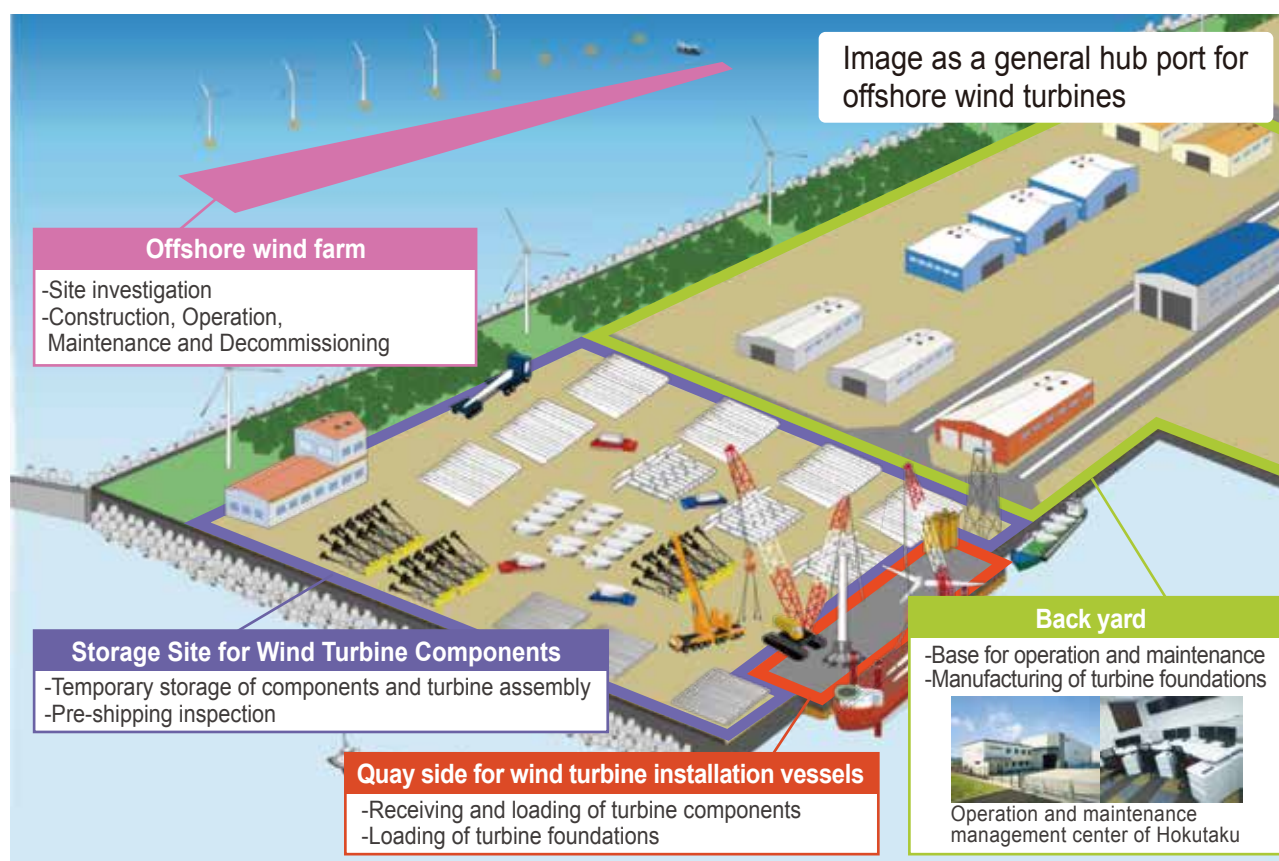 Image as a general hub port for
offshore wind turbines
Offshore wind farm
-Site investigation
-Construction, Operation,
Maintenance and Decommissioning
Storage Site for Wind Turbine Components
-Temporary storage of components and turbine assembly
-Pre-shipping inspection
Quay side for wind turbine installation vessels
-Receiving and loading of turbine components
-Loading of turbine foundations
Back yard
-Base for operation and maintenance
-Manufacturing of turbine foundations
Operation and maintenance
management center of Hokutaku